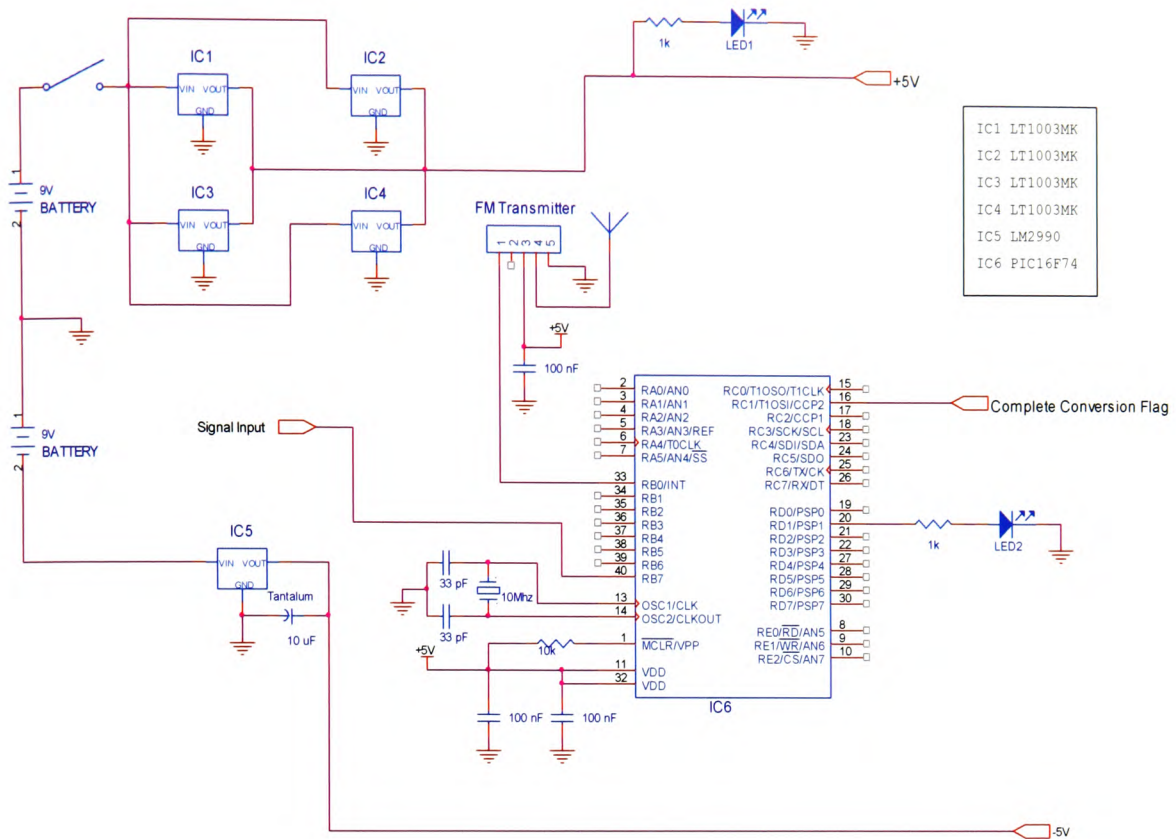 1k
LED1
IC1
VIN VOUT
GND
IC2
VIN VOUT
GND
+5V
IC1 LT1003MK
IC2 LT1003MK
IC3 LT1003MK
IC4 LT1003MK
IC5 LM2990
IC6 PIC16F74
1
9V
BATTERY
2
IC3
VIN VOUT
GND
IC4
VIN VOUT
GND
FM Transmitter
1 2 3 4 5
+5V
100 nF
1
9V
BATTERY
2
Signal Input
2 RA0/AN0
3 RA1/AN1
4 RA2/AN2
5 RA3/AN3/REF
6 RA4/T0CLK
7 RA5/AN4/SS
33 RB0/INT
34 RB1
35 RB2
36 RB3
37 RB4
38 RB5
39 RB6
40 RB7
13 OSC1/CLK
14 OSC2/CLKOUT
1 MCLR/VPP
11 VDD
32 VDD
RC0/T1OSO/T1CLK 15
RC1/T1OSI/CCP2 16
RC2/CCP1 17
RC3/SCK/SCL 18
RC4/SDI/SDA 23
RC5/SDO 24
RC6/TX/CK 25
RC7/RX/DT 26
RD0/PSP0 19
RD1/PSP1 20
RD2/PSP2 21
RD3/PSP3 22
RD4/PSP4 27
RD5/PSP5 28
RD6/PSP6 29
RD7/PSP7 30
RE0/RD/AN5 8
RE1/WR/AN6 9
RE2/CS/AN7 10
IC6
Complete Conversion Flag
1k
LED2
IC5
VIN VOUT
GND
Tantalum
10 uF
33 pF
10Mhz
33 pF
+5V
10k
100 nF
100 nF
-5V